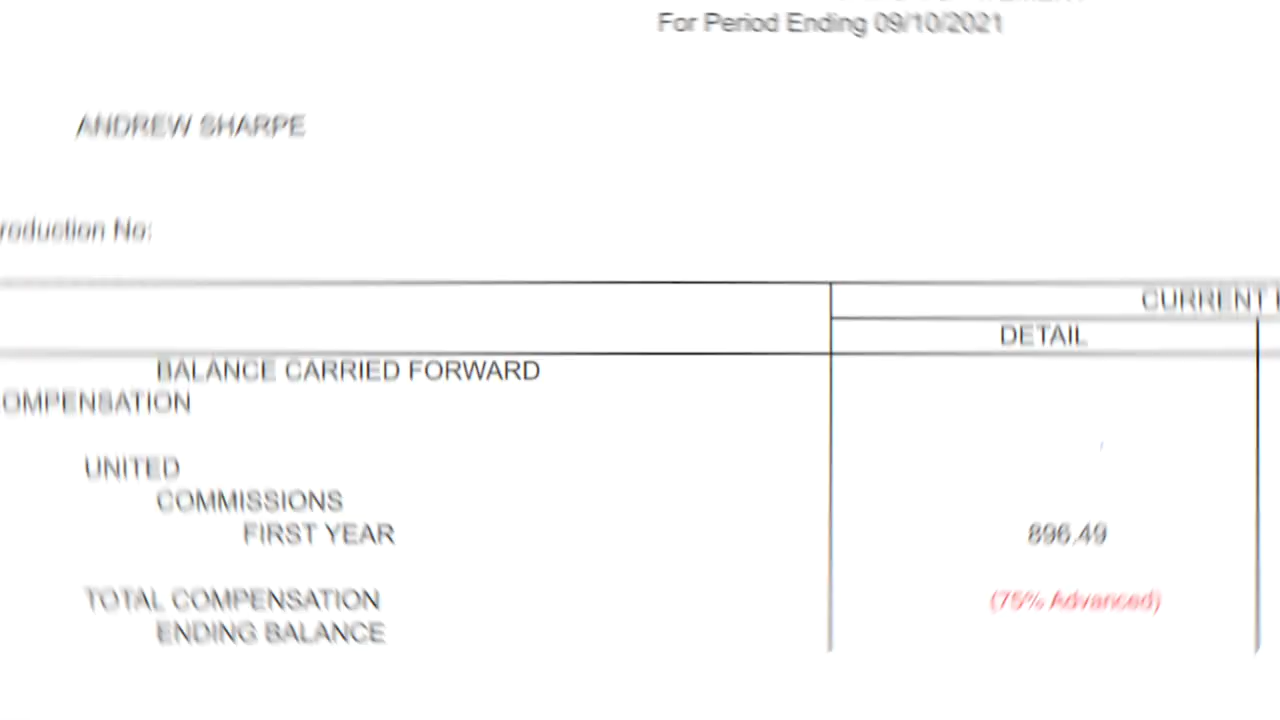 For Period Ending 09/10/2021
ANDREW SHARPE
roduction No:
CURRENT
DETAIL
BALANCE CARRIED FORWARD
OMPENSATION
UNITED
COMMISSIONS
FIRST YEAR 896.49
TOTAL COMPENSATION (75% Advanced)
ENDING BALANCE